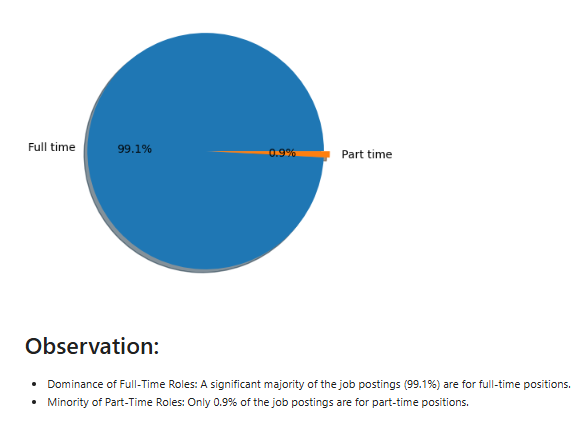 Full time
99.1%
0.9%
Part time
Observation:
Dominance of Full-Time Roles: A significant majority of the job postings (99.1%) are for full-time positions.
Minority of Part-Time Roles: Only 0.9% of the job postings are for part-time positions.